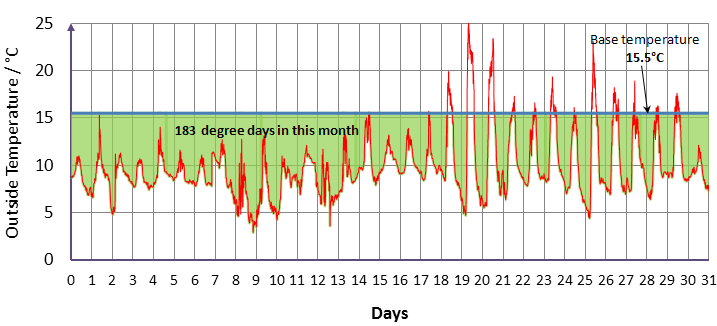 25
20
15
10
5
0
Outside Temperature / °C
Base temperature
15.5°C
183 degree days in this month
0 1 2 3 4 5 6 7 8 9 10 11 12 13 14 15 16 17 18 19 20 21 22 23 24 25 26 27 28 29 30 31
Days